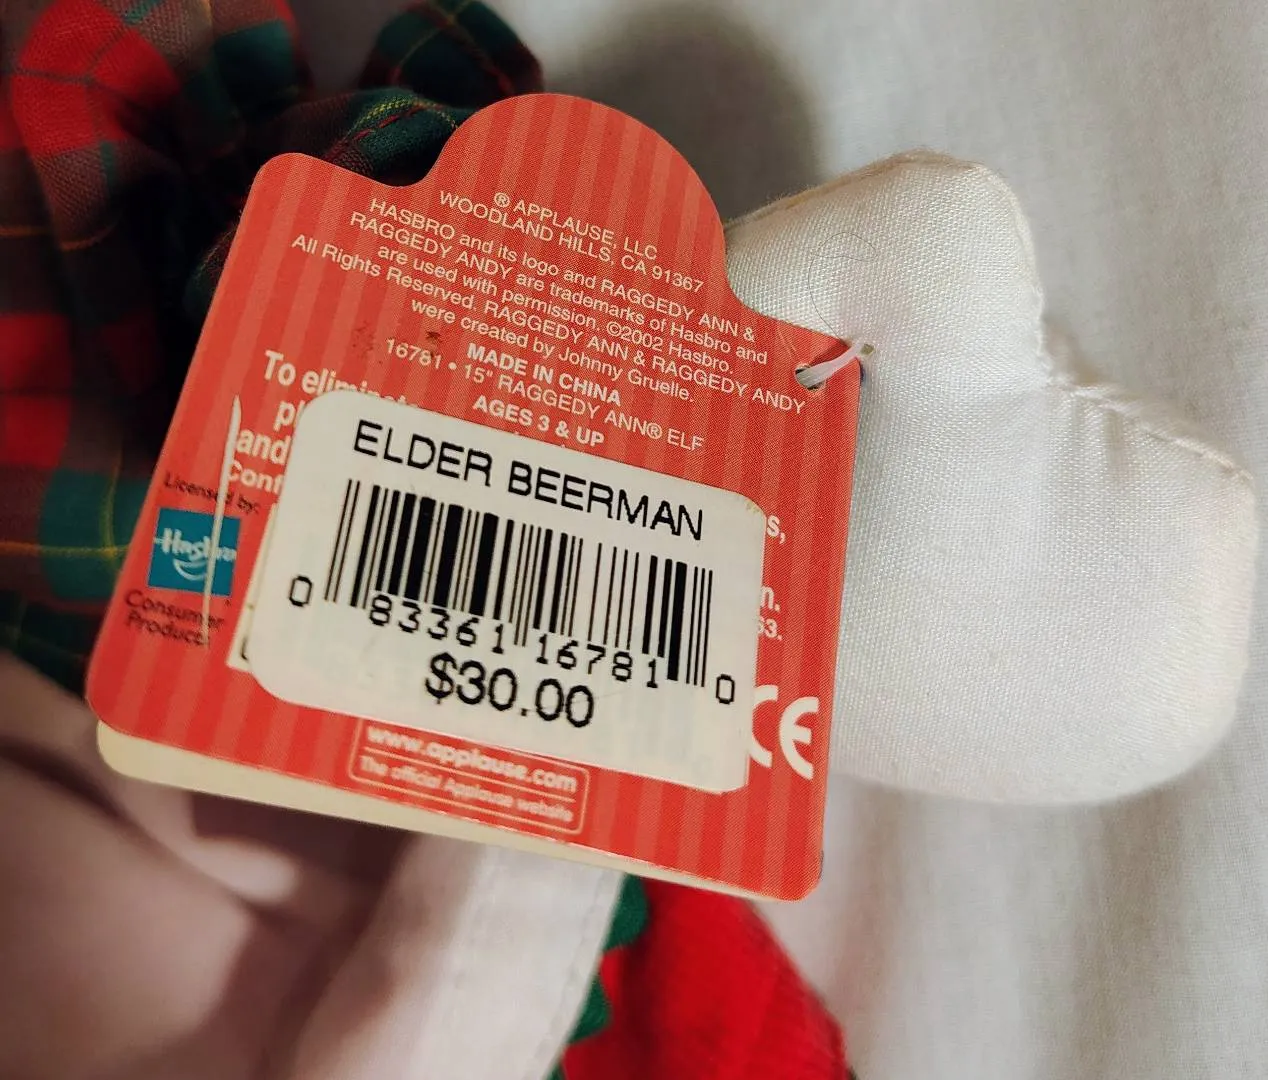 ® APPLAUSE, LLC
WOODLAND HILLS, CA 91367
HASBRO and its logo and RAGGEDY ANN &
RAGGEDY ANDY are trademarks of Hasbro and
are used with permission. ©2002 Hasbro.
All Rights Reserved. RAGGEDY ANN & RAGGEDY ANDY
were created by Johnny Gruelle.
MADE IN CHINA
16781 • 15" RAGGEDY ANN® ELF
AGES 3 & UP
To
and
Licensed by:
Hasbro
Consumer
Products
ELDER BEERMAN
0 83361 16781 0
$30.00
CE
www.applause.com
The official Applause website